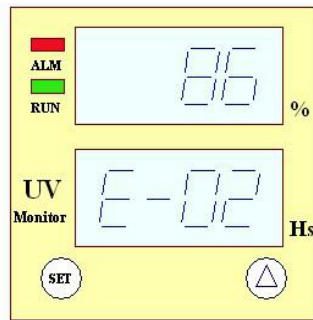 ALM
86
RUN
%
UV
Monitor
E-02
Hs
SET